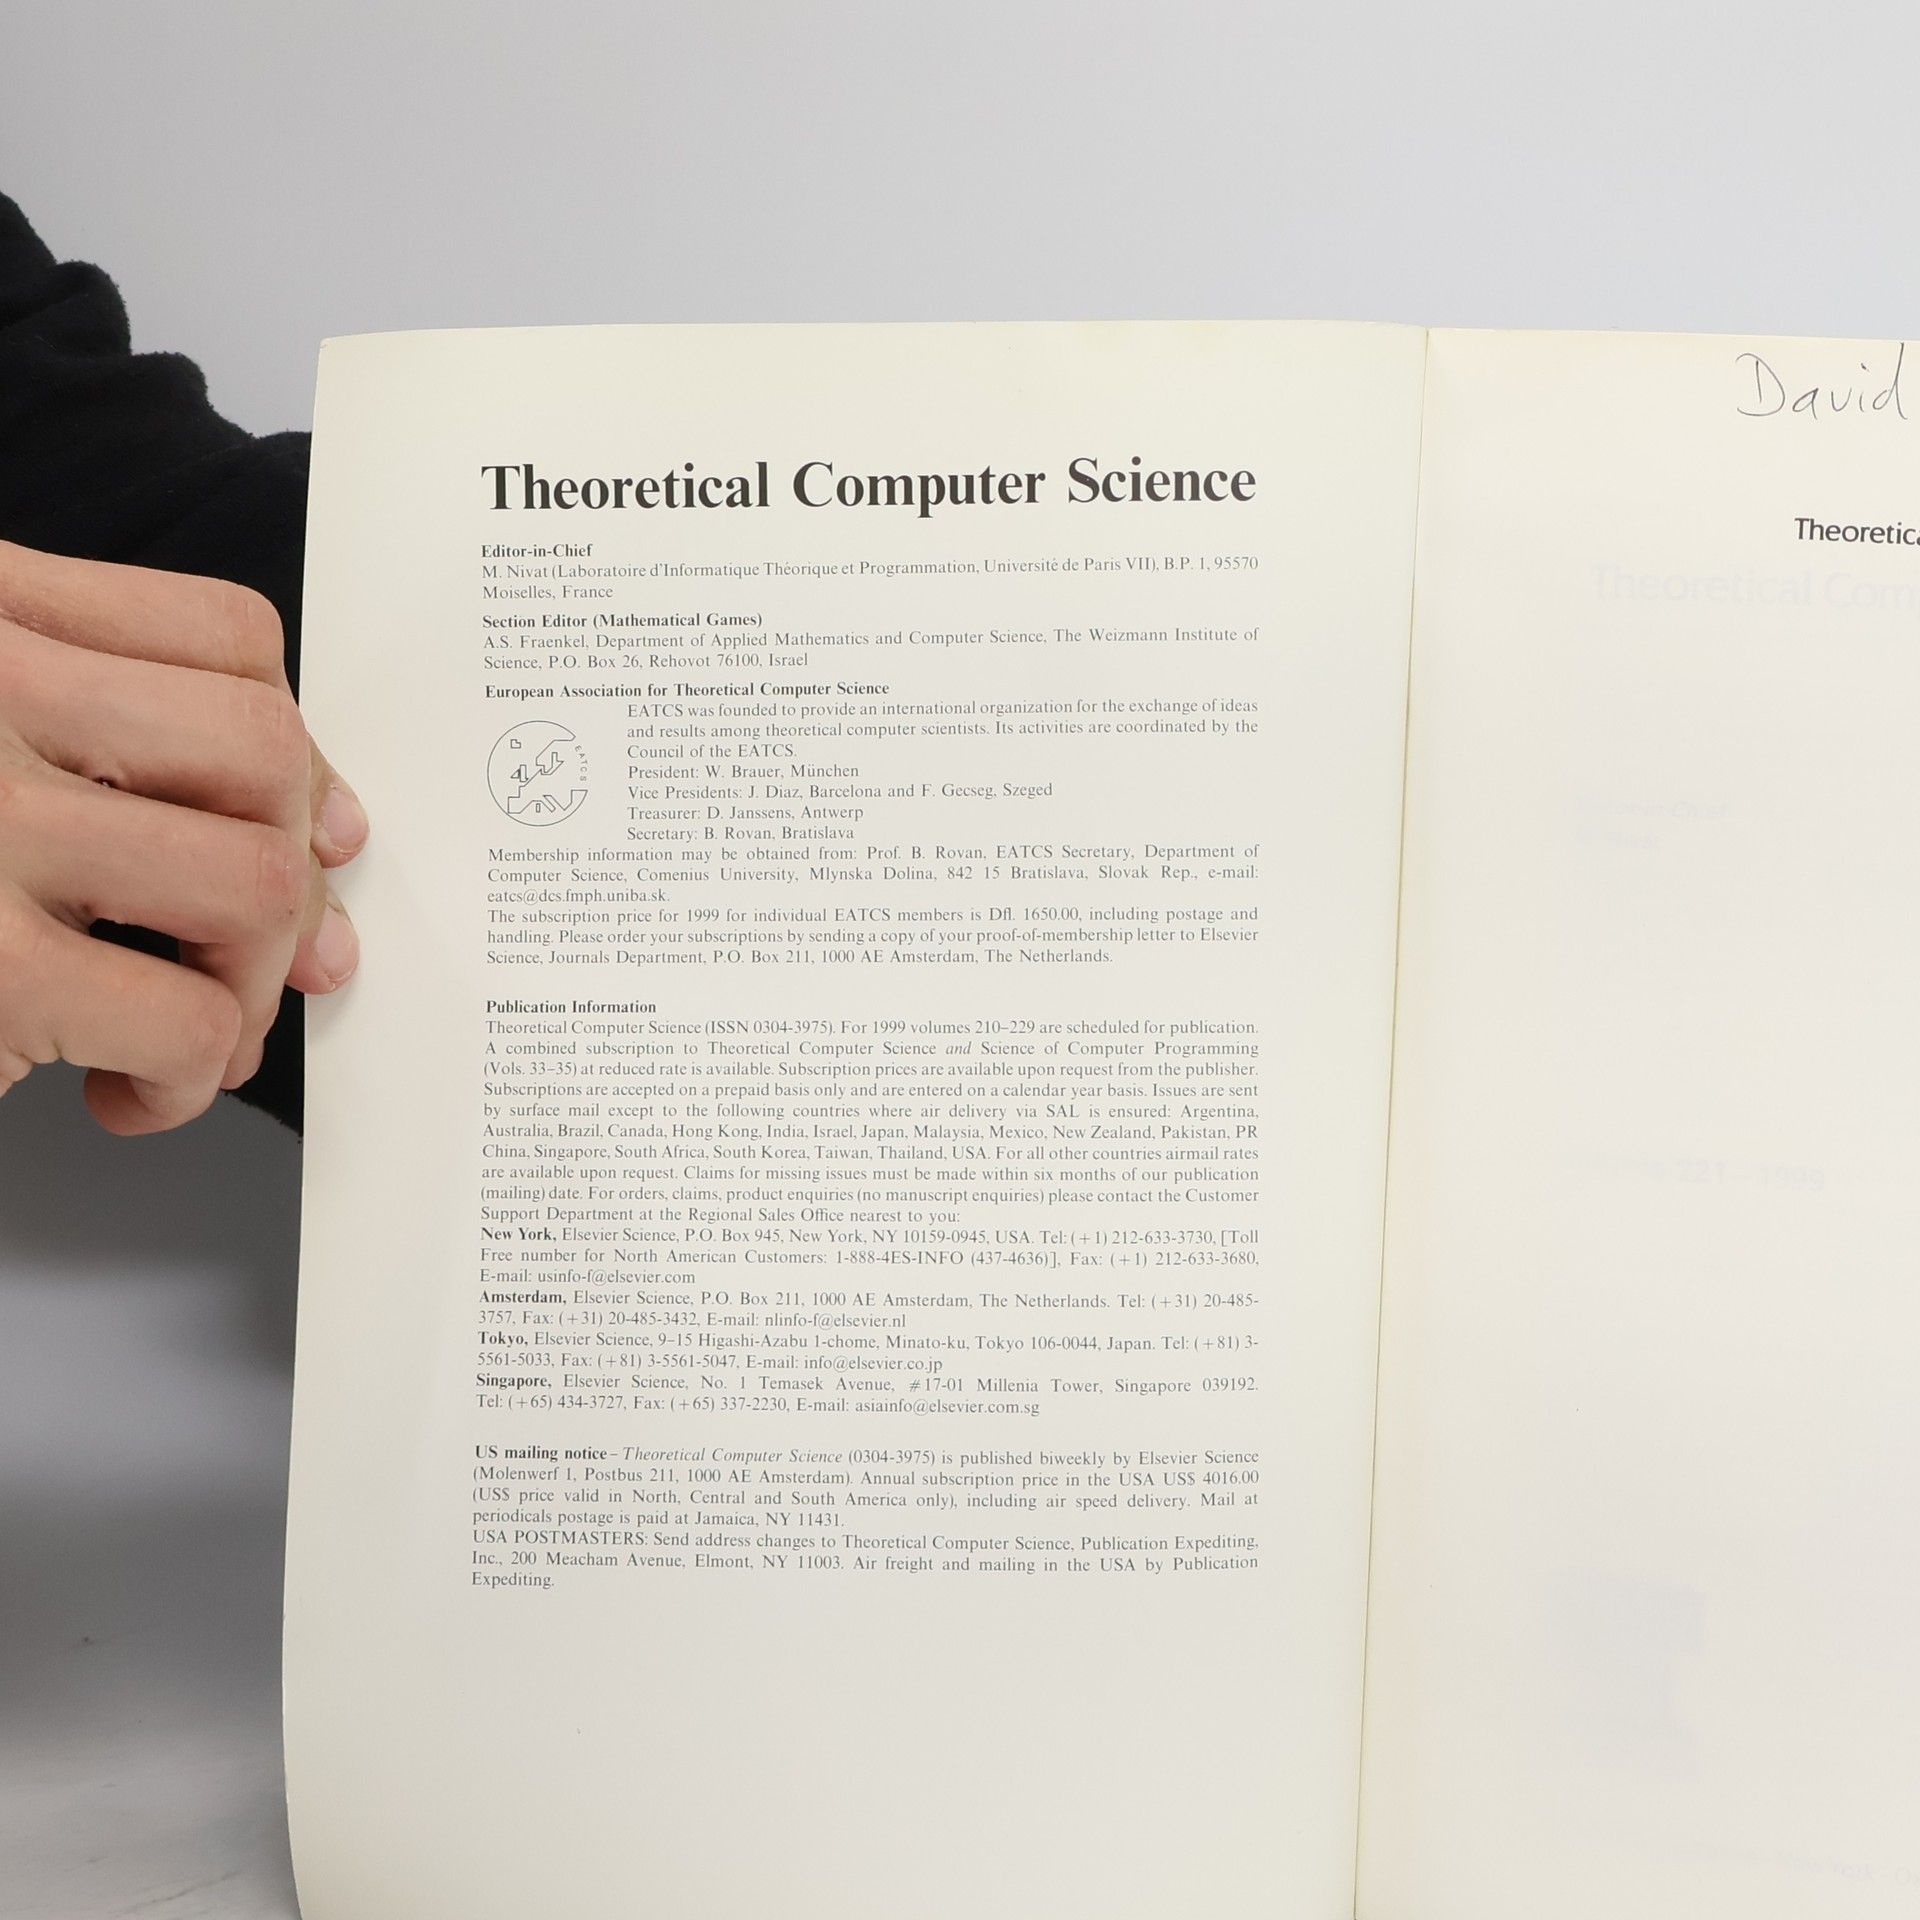 Theoretical Computer Science
Editor-in-Chief
M. Nivat (Laboratoire d'Informatique Théorique et Programmation, Université de Paris VII), B.P. 1, 95570
Moiselles, France
Section Editor (Mathematical Games)
A.S. Fraenkel, Department of Applied Mathematics and Computer Science, The Weizmann Institute of
Science, P.O. Box 26, Rehovot 76100, Israel
European Association for Theoretical Computer Science
EATCS was founded to provide an international organization for the exchange of ideas
and results among theoretical computer scientists. Its activities are coordinated by the
Council of the EATCS.
President: W. Brauer, München
Vice Presidents: J. Diaz, Barcelona and F. Gecseg, Szeged
Treasurer: D. Janssens, Antwerp
Secretary: B. Rovan, Bratislava
EATCS
Membership information may be obtained from: Prof. B. Rovan, EATCS Secretary, Department of
Computer Science, Comenius University, Mlynska Dolina, 842 15 Bratislava, Slovak Rep., e-mail:
eatcs@dcs.fmph.uniba.sk.
The subscription price for 1999 for individual EATCS members is Dfl. 1650.00, including postage and
handling. Please order your subscriptions by sending a copy of your proof-of-membership letter to Elsevier
Science, Journals Department, P.O. Box 211, 1000 AE Amsterdam, The Netherlands.
Publication Information
Theoretical Computer Science (ISSN 0304-3975). For 1999 volumes 210–229 are scheduled for publication.
A combined subscription to Theoretical Computer Science and Science of Computer Programming
(Vols. 33–35) at reduced rate is available. Subscription prices are available upon request from the publisher.
Subscriptions are accepted on a prepaid basis only and are entered on a calendar year basis. Issues are sent
by surface mail except to the following countries where air delivery via SAL is ensured: Argentina,
Australia, Brazil, Canada, Hong Kong, India, Israel, Japan, Malaysia, Mexico, New Zealand, Pakistan, PR
China, Singapore, South Africa, South Korea, Taiwan, Thailand, USA. For all other countries airmail rates
are available upon request. Claims for missing issues must be made within six months of our publication
(mailing) date. For orders, claims, product enquiries (no manuscript enquiries) please contact the Customer
Support Department at the Regional Sales Office nearest to you:
New York, Elsevier Science, P.O. Box 945, New York, NY 10159-0945, USA. Tel: (+1) 212-633-3730, [Toll
Free number for North American Customers: 1-888-4ES-INFO (437-4636)], Fax: (+1) 212-633-3680,
E-mail: usinfo-f@elsevier.com
Amsterdam, Elsevier Science, P.O. Box 211, 1000 AE Amsterdam, The Netherlands. Tel: (+31) 20-485-
3757, Fax: (+31) 20-485-3432, E-mail: nlinfo-f@elsevier.nl
Tokyo, Elsevier Science, 9–15 Higashi-Azabu 1-chome, Minato-ku, Tokyo 106-0044, Japan. Tel: (+81) 3-
5561-5033, Fax: (+81) 3-5561-5047, E-mail: info@elsevier.co.jp
Singapore, Elsevier Science, No. 1 Temasek Avenue, #17-01 Millenia Tower, Singapore 039192.
Tel: (+65) 434-3727, Fax: (+65) 337-2230, E-mail: asiainfo@elsevier.com.sg
US mailing notice – Theoretical Computer Science (0304-3975) is published biweekly by Elsevier Science
(Molenwerf 1, Postbus 211, 1000 AE Amsterdam). Annual subscription price in the USA US$ 4016.00
(US$ price valid in North, Central and South America only), including air speed delivery. Mail at
periodicals postage is paid at Jamaica, NY 11431.
USA POSTMASTERS: Send address changes to Theoretical Computer Science, Publication Expediting,
Inc., 200 Meacham Avenue, Elmont, NY 11003. Air freight and mailing in the USA by Publication
Expediting.
David
Theoretica
Theoretical Com